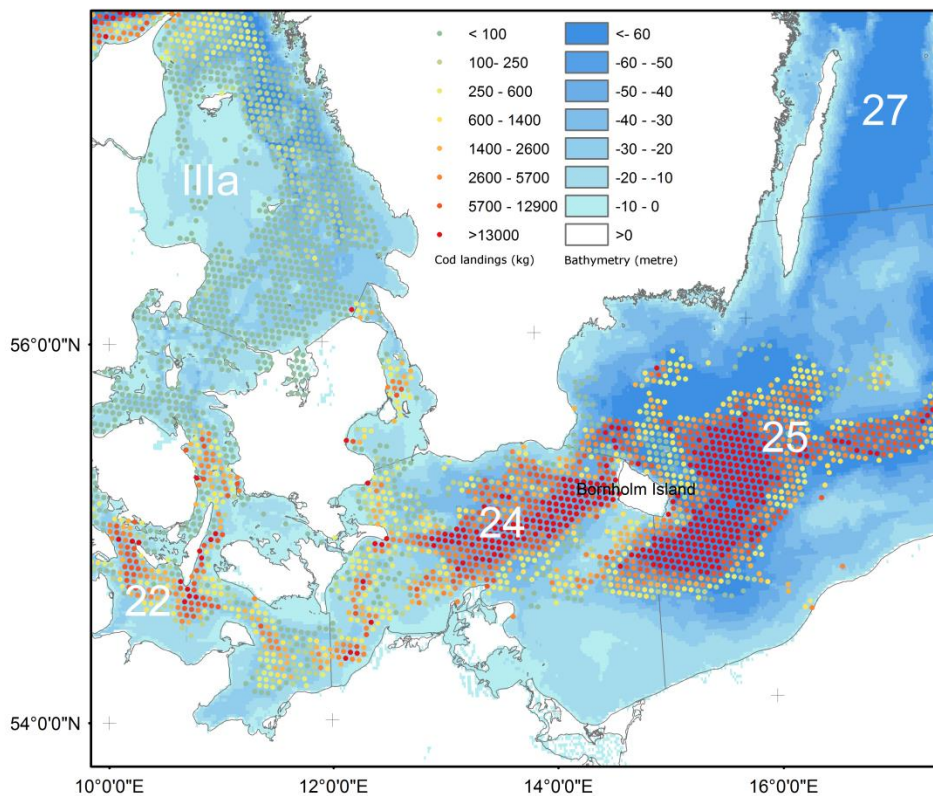 < 100
<- 60
100- 250
-60 - -50
250 - 600
-50 - -40
600 - 1400
-40 - -30
1400 - 2600
-30 - -20
2600 - 5700
-20 - -10
5700 - 12900
-10 - 0
>13000
>0
Cod landings (kg)
Bathymetry (metre)
27
IIIa
56°0'0"N
25
Bornholm Island
24
22
54°0'0"N
10°0'0"E
12°0'0"E
14°0'0"E
16°0'0"E